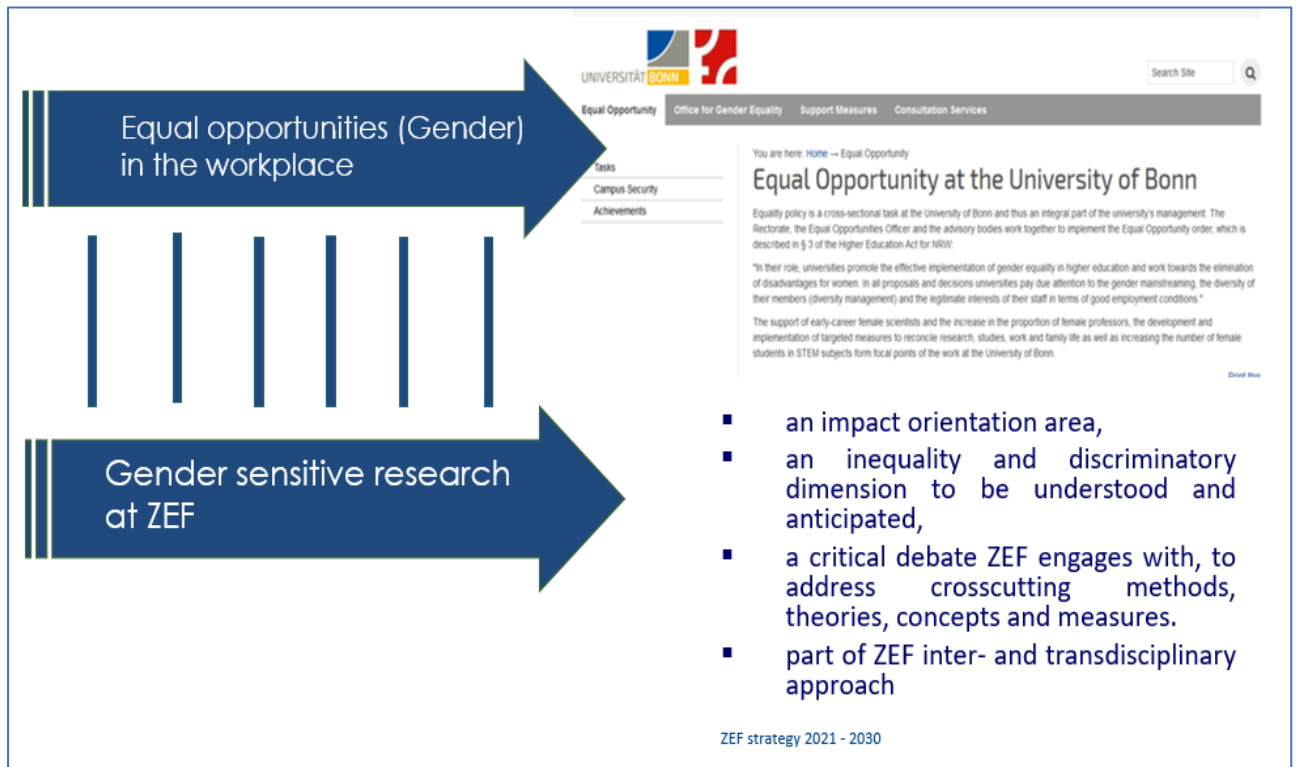 UNIVERSITÄT BONN
Search Site
Equal Opportunity Office for Gender Equality Support Measures Consultation Services
Equal opportunities (Gender)
in the workplace
Tasks
Campus Security
Achievements
You are here: Home → Equal Opportunity
Equal Opportunity at the University of Bonn
Equality policy is a cross-sectional task at the University of Bonn and thus an integral part of the university's management. The
Rectorate, the Equal Opportunities Officer and the advisory bodies work together to implement the Equal Opportunity order, which is
described in § 3 of the Higher Education Act for NRW:
"In their role, universities promote the effective implementation of gender equality in higher education and work towards the elimination
of disadvantages for women. In all proposals and decisions universities pay due attention to the gender mainstreaming, the diversity of
their members (diversity management) and the legitimate interests of their staff in terms of good employment conditions."
The support of early-career female scientists and the increase in the proportion of female professors, the development and
implementation of targeted measures to reconcile research, studies, work and family life as well as increasing the number of female
students in STEM subjects form focal points of the work at the University of Bonn.
Print this
Gender sensitive research
at ZEF
▪ an impact orientation area,
▪ an inequality and discriminatory
dimension to be understood and
anticipated,
▪ a critical debate ZEF engages with, to
address crosscutting methods,
theories, concepts and measures.
▪ part of ZEF inter- and transdisciplinary
approach
ZEF strategy 2021 - 2030